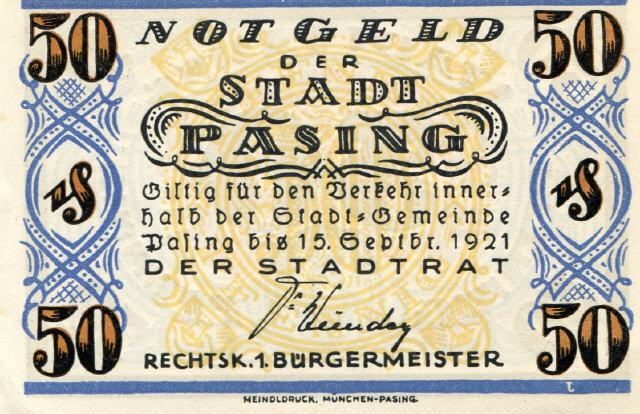 50 NOTGELD 50
DER
STADT
PASING
Giltig für den Verkehr inner=
halb der Stadt=Gemeinde
Pasing bis 15. Septbr. 1921
DER STADTRAT
RECHTSK. 1. BÜRGERMEISTER
50 50
HEINDLDRUCK, MÜNCHEN-PASING.